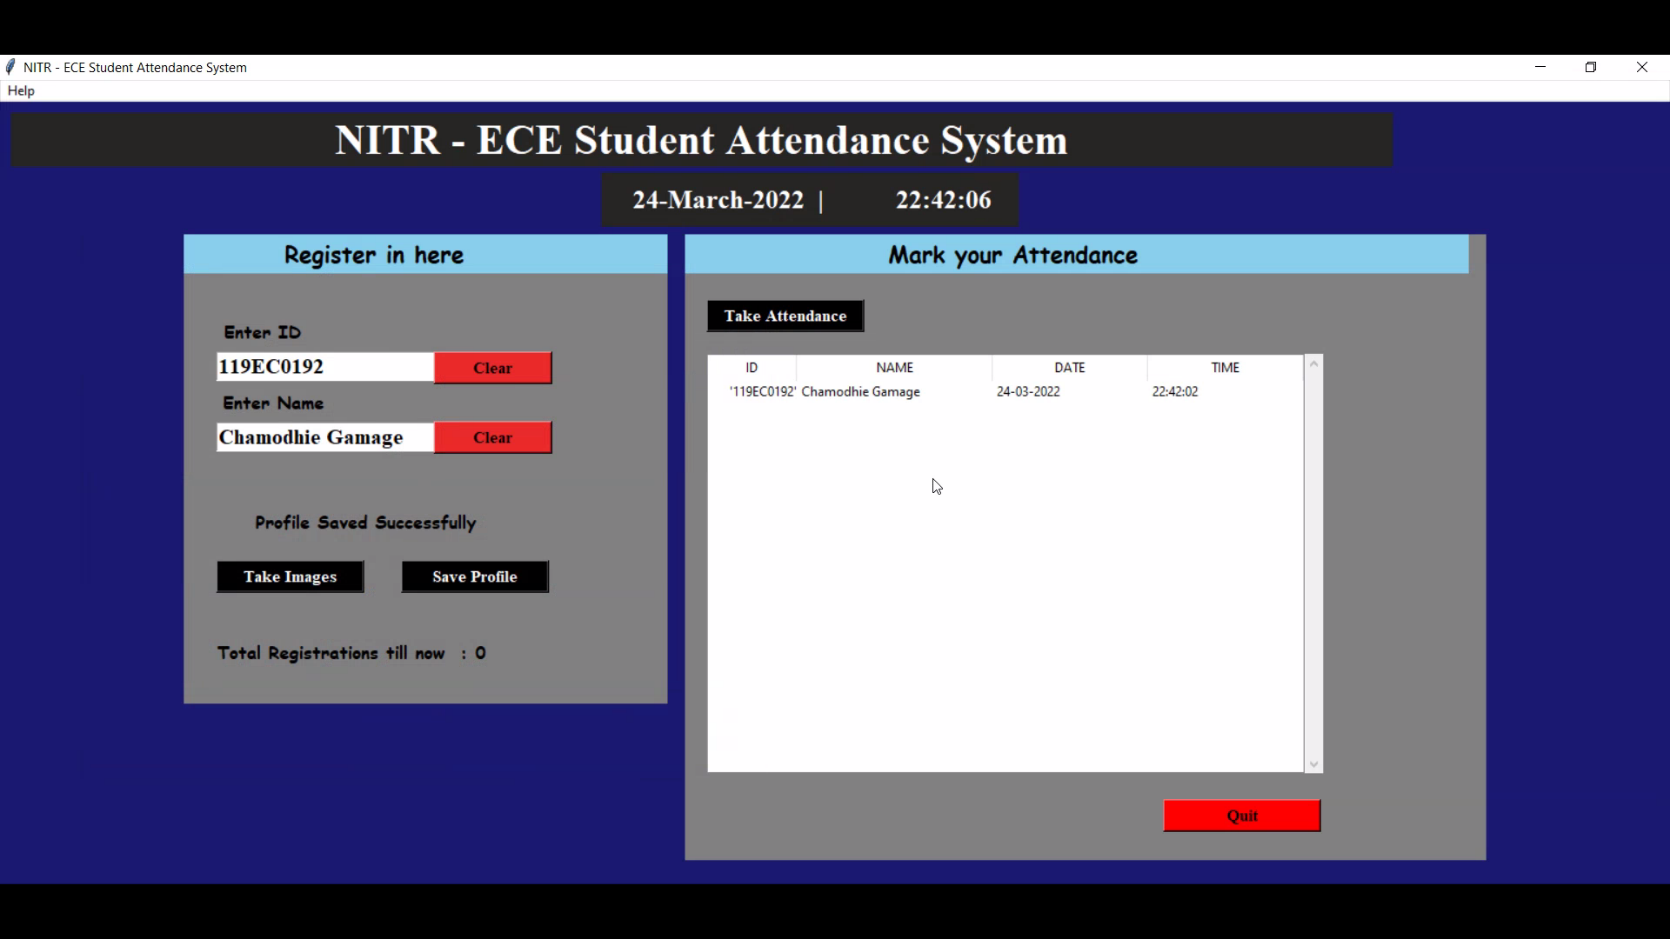 NITR - ECE Student Attendance System
Help
NITR - ECE Student Attendance System
24-March-2022 | 22:42:06
Register in here
Enter ID
119EC0192 Clear
Enter Name
Chamodhie Gamage Clear
Profile Saved Successfully
Take Images Save Profile
Total Registrations till now : 0
Mark your Attendance
Take Attendance
ID NAME DATE TIME
'119EC0192' Chamodhie Gamage 24-03-2022 22:42:02
Quit